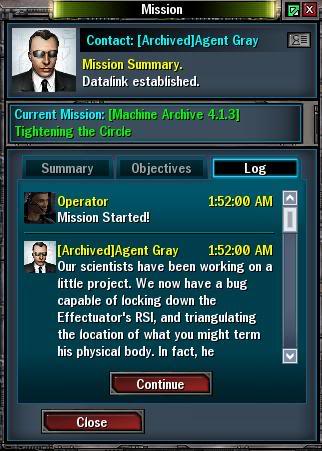 Mission
Contact: [Archived]Agent Gray
Mission Summary.
Datalink established.
Current Mission: [Machine Archive 4.1.3]
Tightening the Circle
Summary
Objectives
Log
Operator 1:52:00 AM
Mission Started!
[Archived]Agent Gray 1:52:00 AM
Our scientists have been working on a
little project. We now have a bug
capable of locking down the
Effectuator's RSI, and triangulating
the location of what you might term
his physical body. In fact, he
Continue
Close